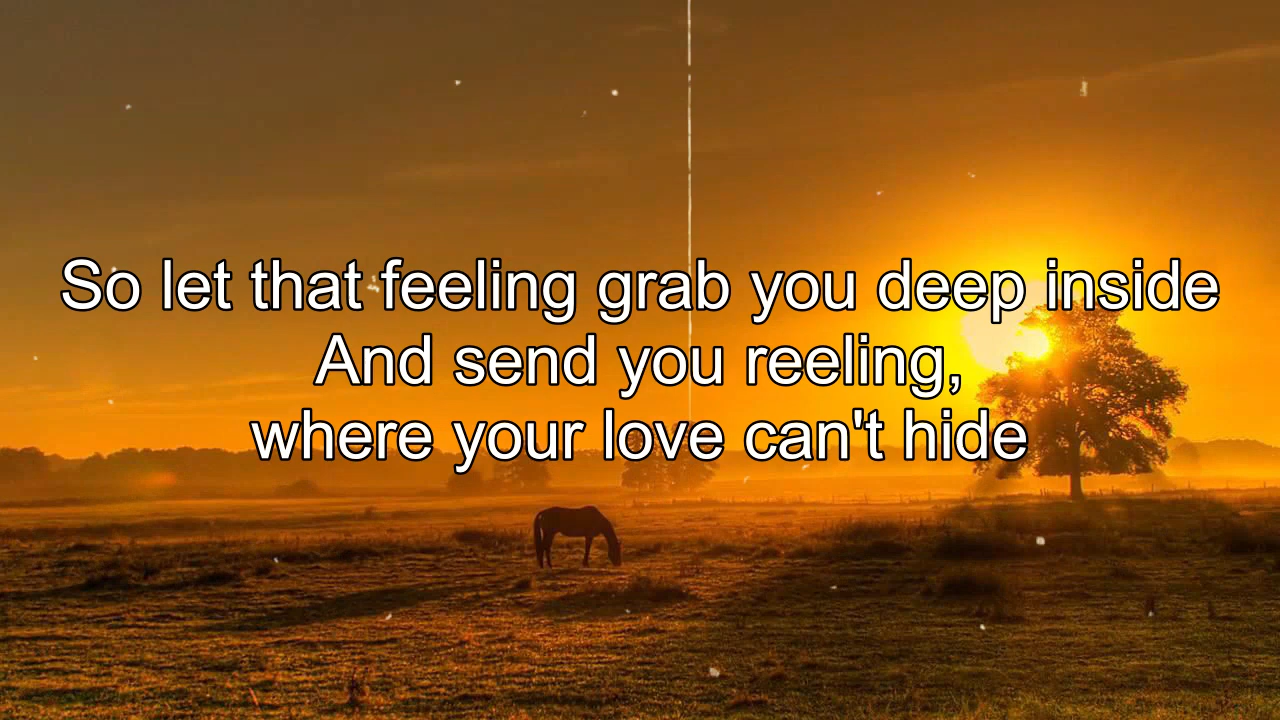 So let that feeling grab you deep inside
And send you reeling,
where your love can't hide